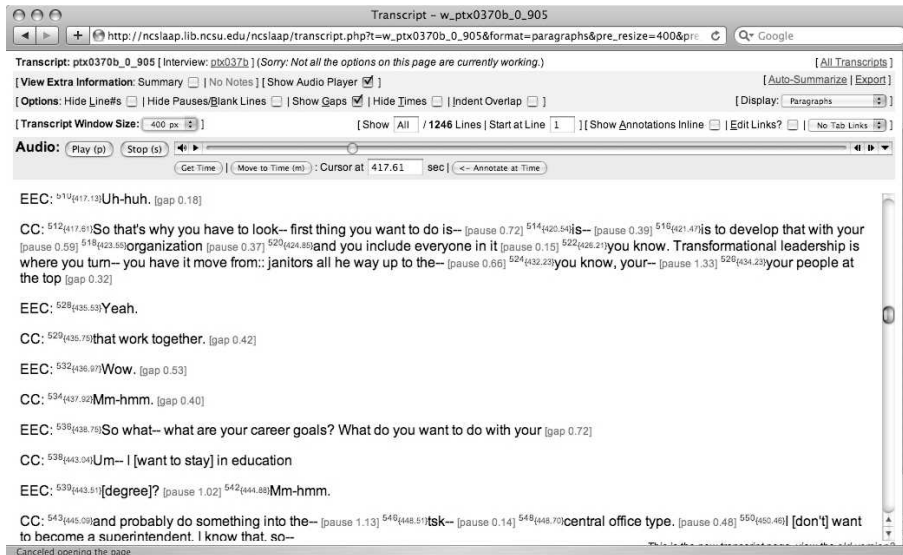 Transcript – w_ptx0370b_0_905
http://ncslaap.lib.ncsu.edu/ncslaap/transcript.php?t=w_ptx0370b_0_905&format=paragraphs&pre_resize=400&pre Google
Transcript: ptx0370b_0_905 [ Interview: ptx037b ] (Sorry: Not all the options on this page are currently working.) [ All Transcripts ]
[ View Extra Information: Summary | No Notes ] [ Show Audio Player ] [ Auto-Summarize | Export ]
[ Options: Hide Line#s | Hide Pauses/Blank Lines | Show Gaps | Hide Times | Indent Overlap ] [ Display: Paragraphs ]
[ Transcript Window Size: 400 px ] [ Show All / 1246 Lines | Start at Line 1 ] [ Show Annotations Inline | Edit Links? | No Tab Links ]
Audio: Play (p) Stop (s)
Get Time | Move to Time (m) : Cursor at 417.61 sec | <- Annotate at Time
EEC: 510{417.13}Uh-huh. [gap 0.18]
CC: 512{417.61}So that's why you have to look-- first thing you want to do is-- [pause 0.72] 514{420.54}is-- [pause 0.39] 516{421.47}is to develop that with your
[pause 0.59] 518{423.55}organization [pause 0.37] 520{424.85}and you include everyone in it [pause 0.15] 522{426.21}you know. Transformational leadership is
where you turn-- you have it move from:: janitors all he way up to the-- [pause 0.66] 524{432.23}you know, your-- [pause 1.33] 526{434.23}your people at
the top [gap 0.32]
EEC: 528{435.53}Yeah.
CC: 529{435.75}that work together. [gap 0.42]
EEC: 532{436.97}Wow. [gap 0.53]
CC: 534{437.92}Mm-hmm. [gap 0.40]
EEC: 536{438.75}So what-- what are your career goals? What do you want to do with your [gap 0.72]
CC: 538{443.04}Um-- I [want to stay] in education
EEC: 539{443.51}[degree]? [pause 1.02] 542{444.88}Mm-hmm.
CC: 543{445.09}and probably do something into the-- [pause 1.13] 546{448.51}tsk-- [pause 0.14] 548{448.70}central office type. [pause 0.48] 550{450.46}I [don't] want
to become a superintendent, I know that, so--
Canceled opening the page